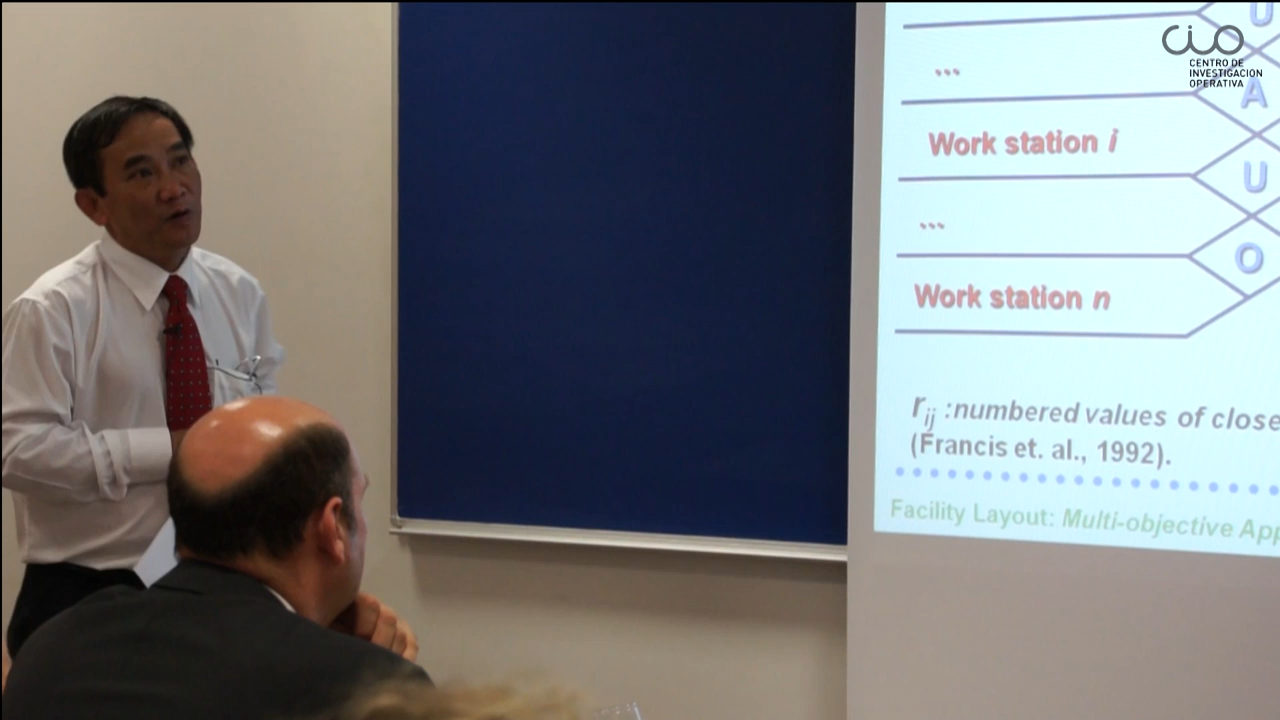 U
CIO
CENTRO DE
INVESTIGACION
OPERATIVA
...
A
Work station i
U
...
O
Work station n
rij :numbered values of close
(Francis et. al., 1992).
Facility Layout: Multi-objective App